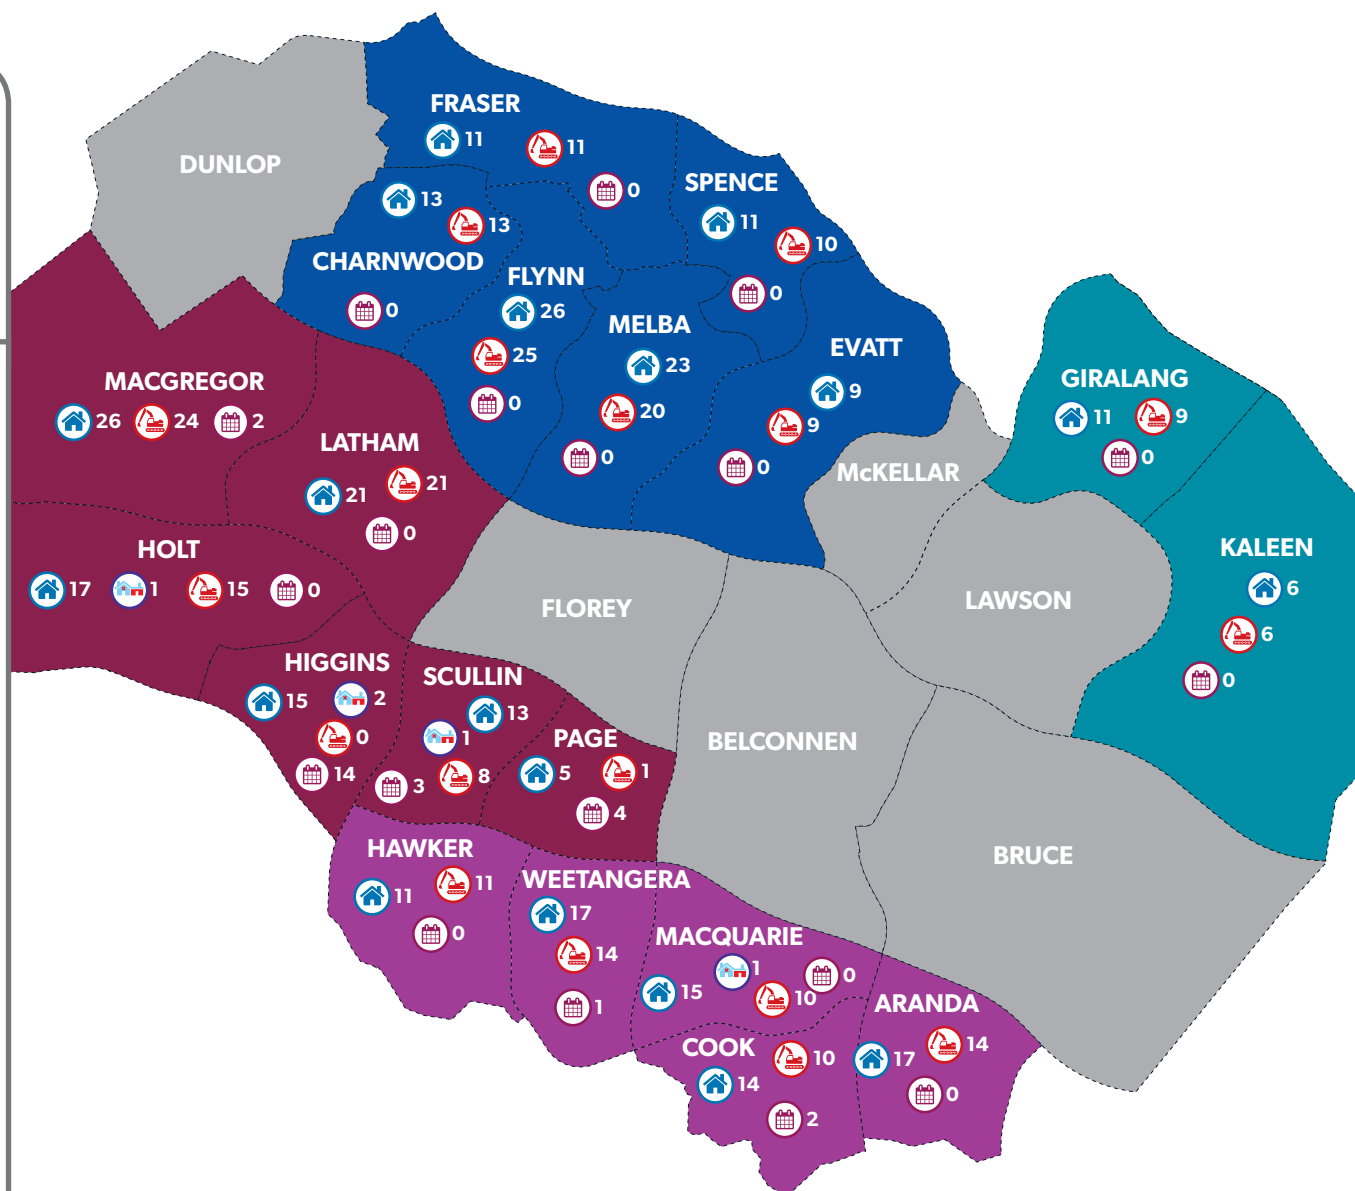 DUNLOP
FRASER
11
11
0
SPENCE
11
10
0
13
13
CHARNWOOD
0
FLYNN
26
25
0
MELBA
23
20
0
EVATT
9
9
0
GIRALANG
11
9
0
MACGREGOR
26
24
2
LATHAM
21
21
0
McKELLAR
KALEEN
6
6
0
HOLT
17
1
15
0
FLOREY
LAWSON
HIGGINS
15
2
0
14
SCULLIN
13
1
8
3
PAGE
5
1
4
BELCONNEN
BRUCE
HAWKER
11
11
0
WEETANGERA
17
14
1
MACQUARIE
1
0
15
10
ARANDA
14
17
0
COOK
10
14
2